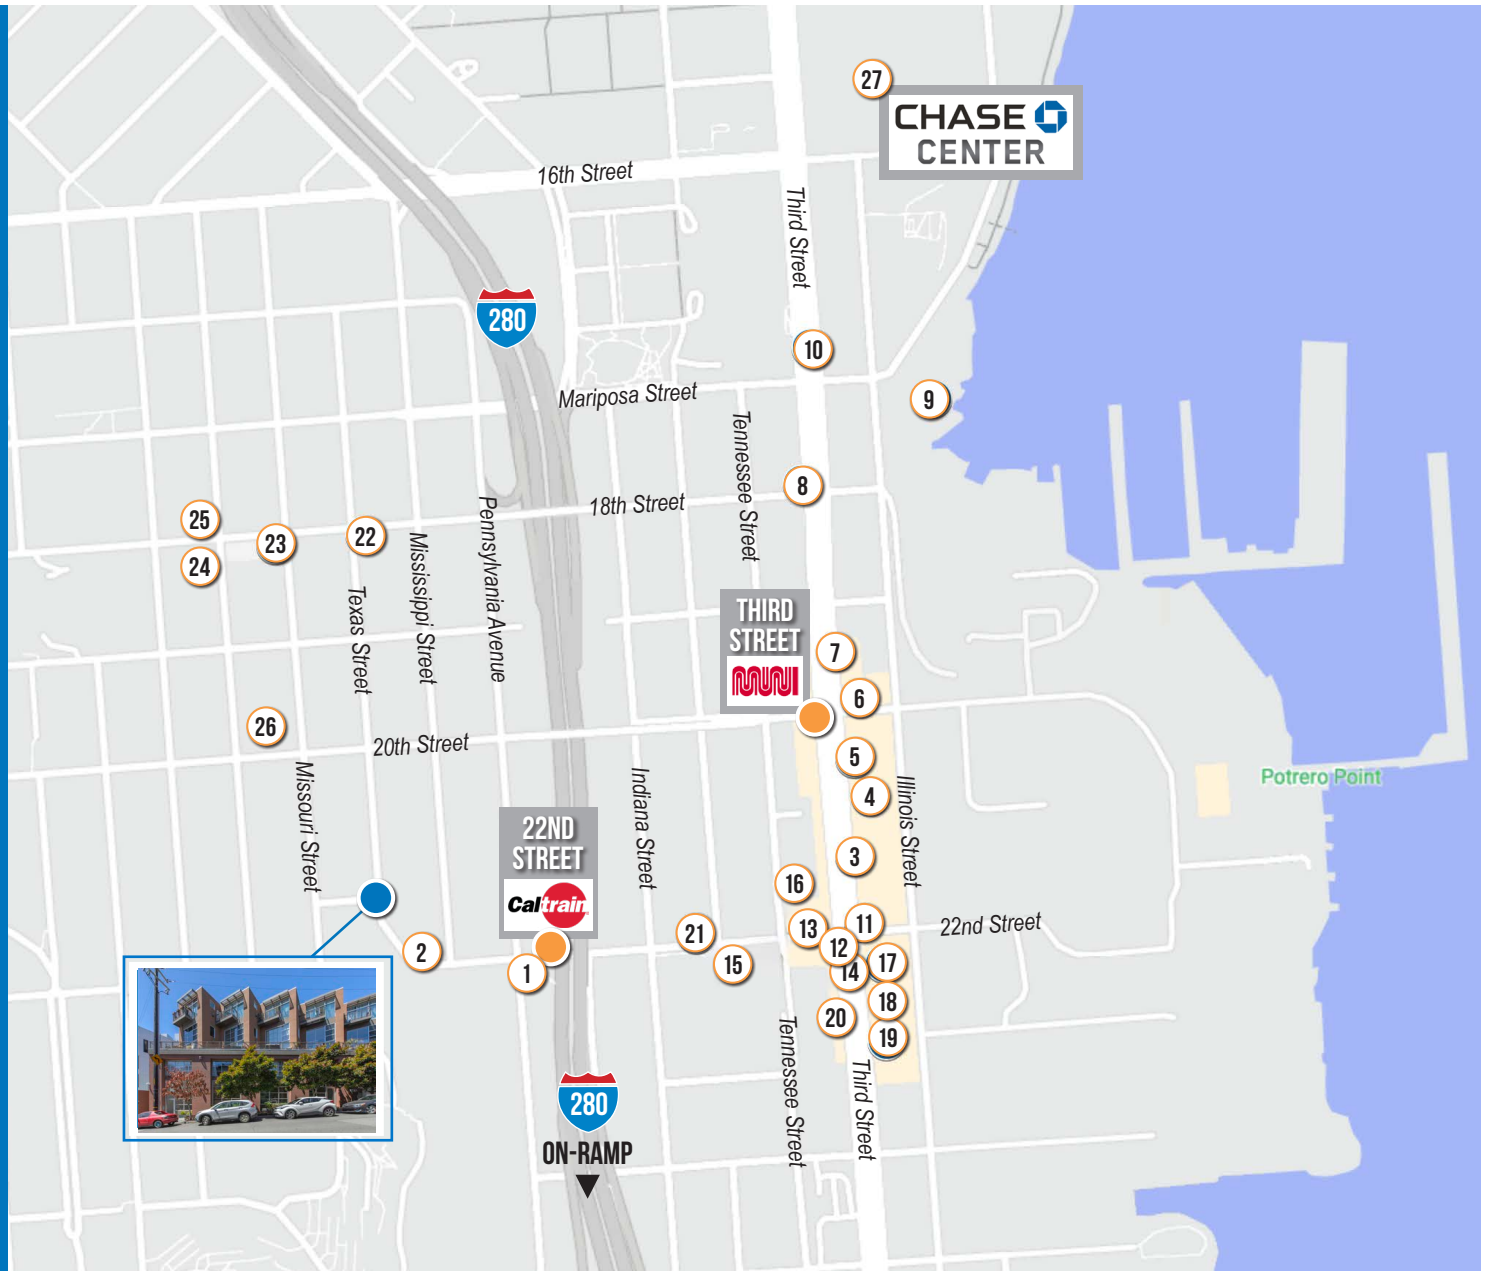 27
CHASE
CENTER
16th Street
Third Street
280
10
Mariposa Street
9
Tennessee Street
8
18th Street
Pennsylvania Avenue
25
23
22
24
Mississippi Street
Texas Street
THIRD
STREET
MUNI
7
6
26
20th Street
5
4
Potrero Point
Missouri Street
Indiana Street
Illinois Street
22ND
STREET
Caltrain
3
16
2
1
21
15
13
12
11
22nd Street
14
17
18
20
19
Tennessee Street
Third Street
280
ON-RAMP